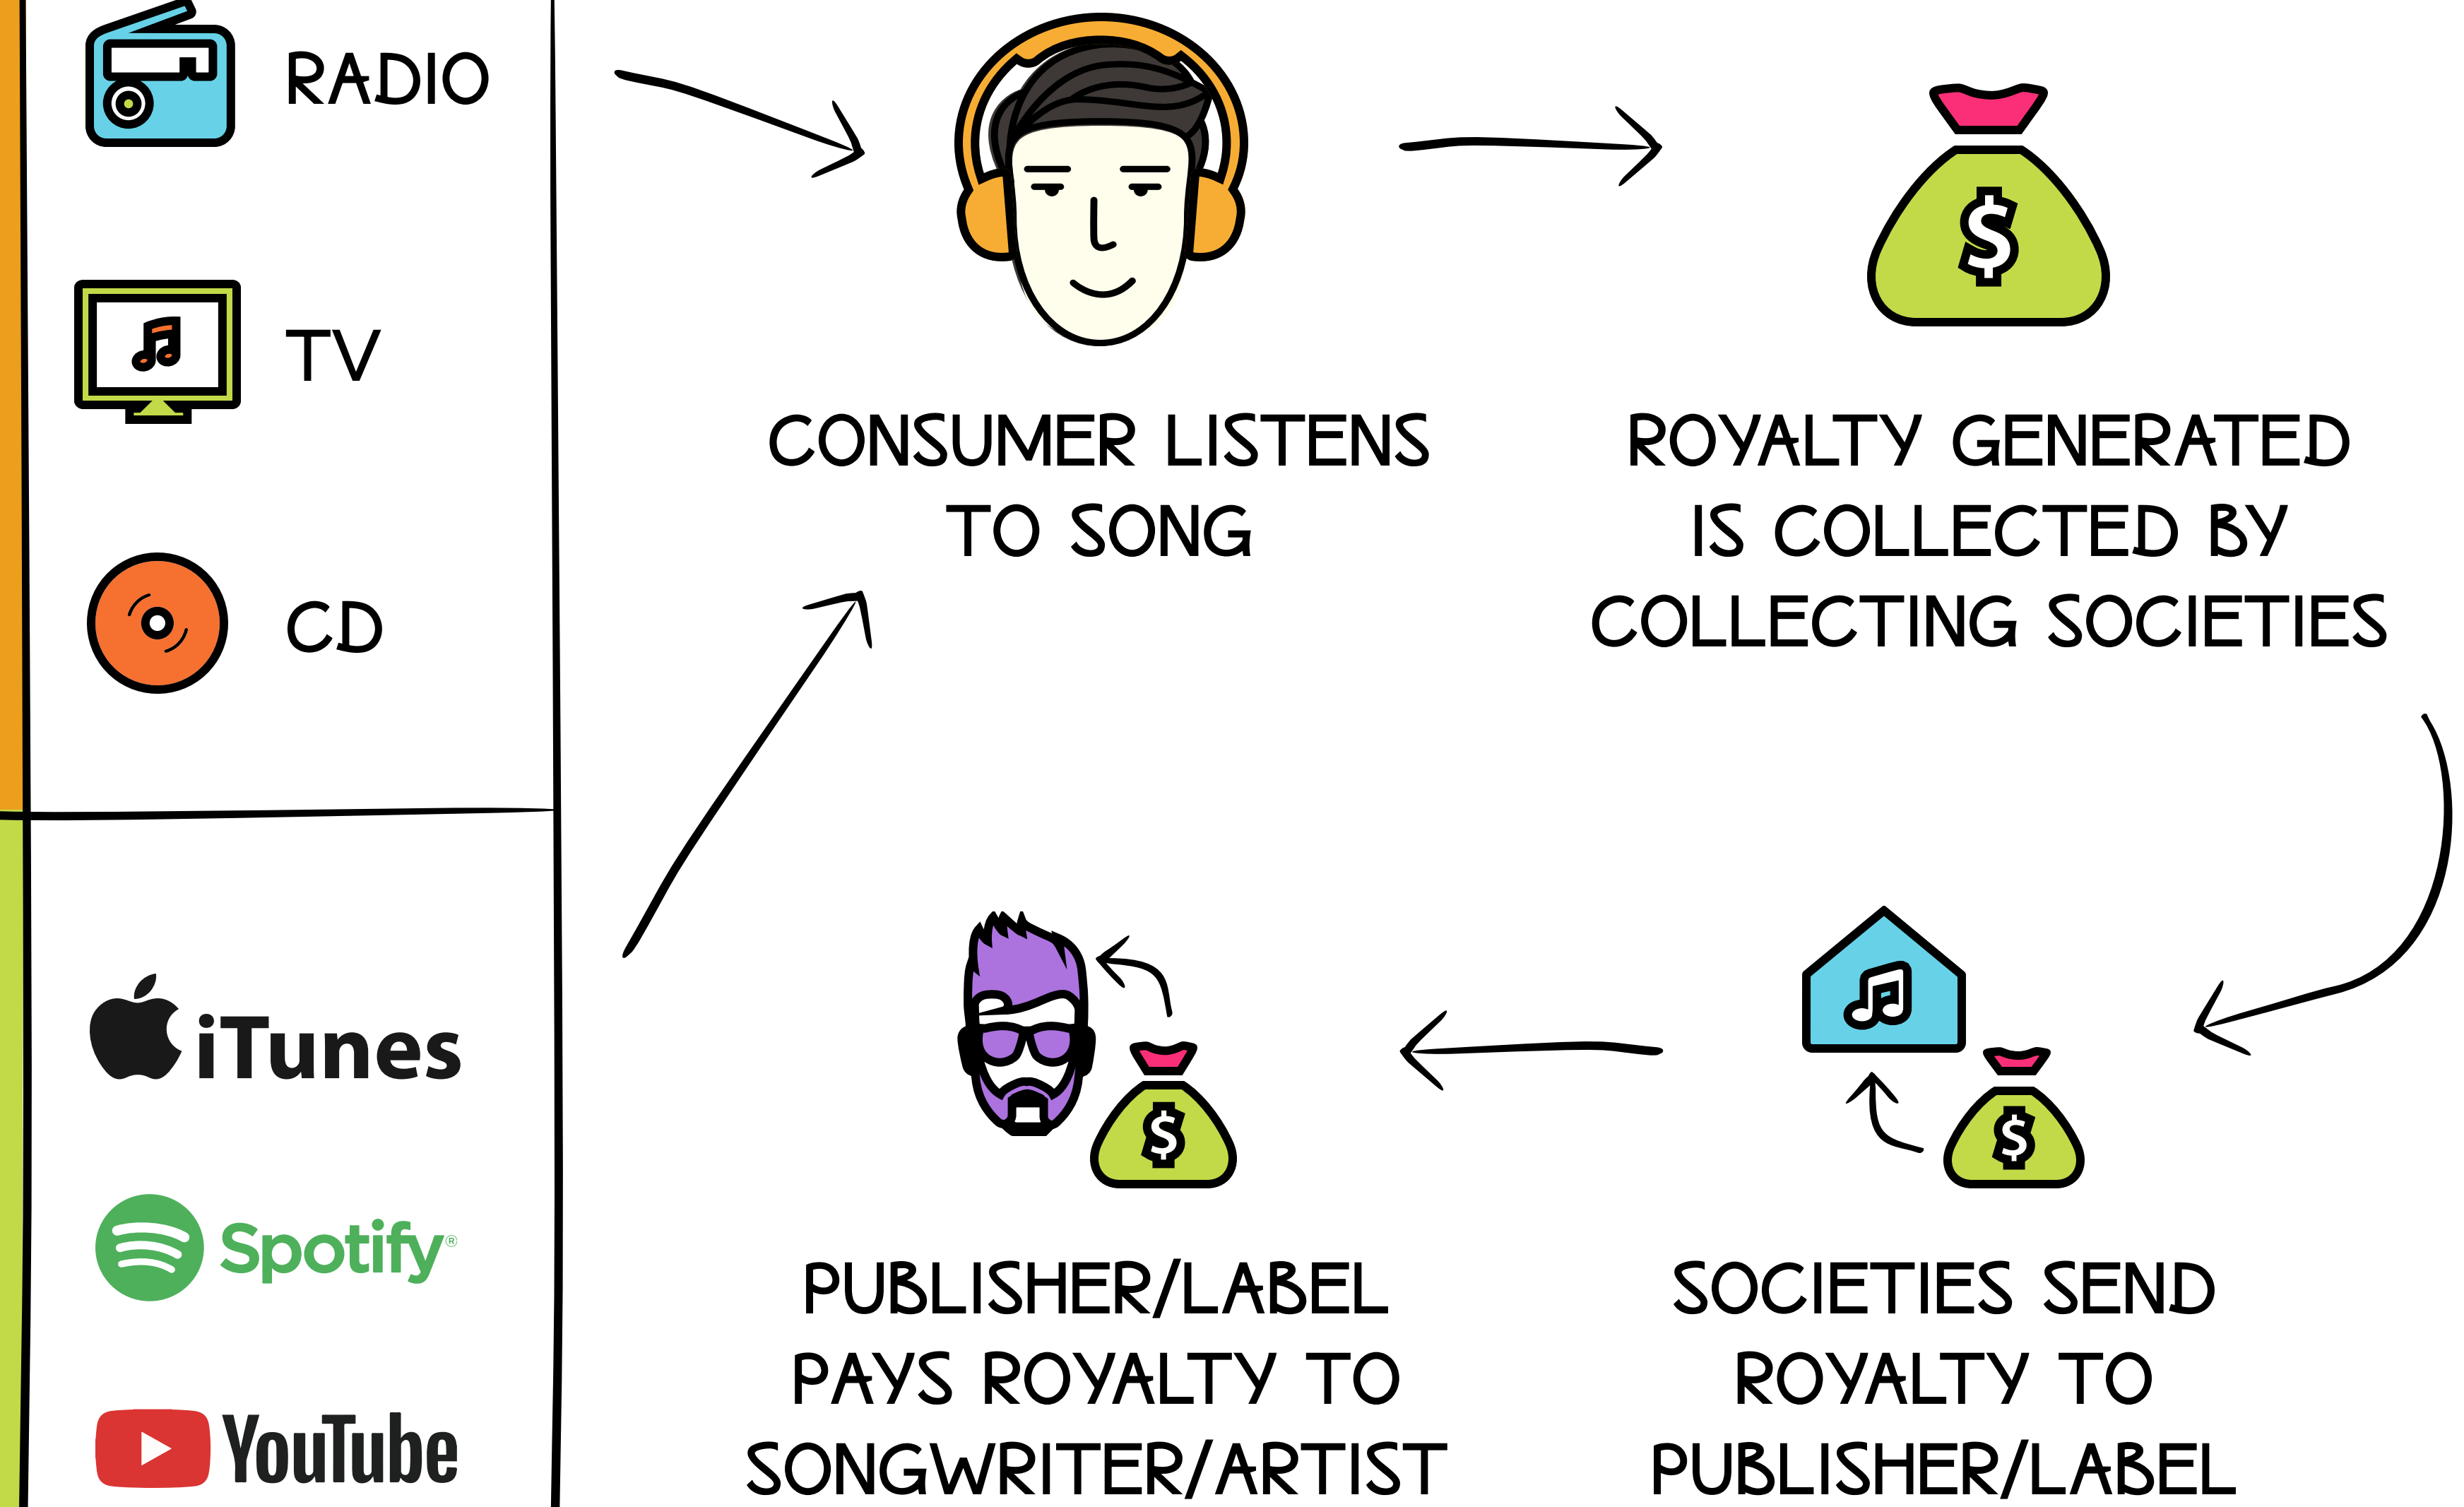 RADIO
TV
CD
iTunes
Spotify®
YouTube
CONSUMER LISTENS
TO SONG
ROYALTY GENERATED
IS COLLECTED BY
COLLECTING SOCIETIES
$
SOCIETIES SEND
ROYALTY TO
PUBLISHER/LABEL
$
PUBLISHER/LABEL
PAYS ROYALTY TO
SONGWRITER/ARTIST
$